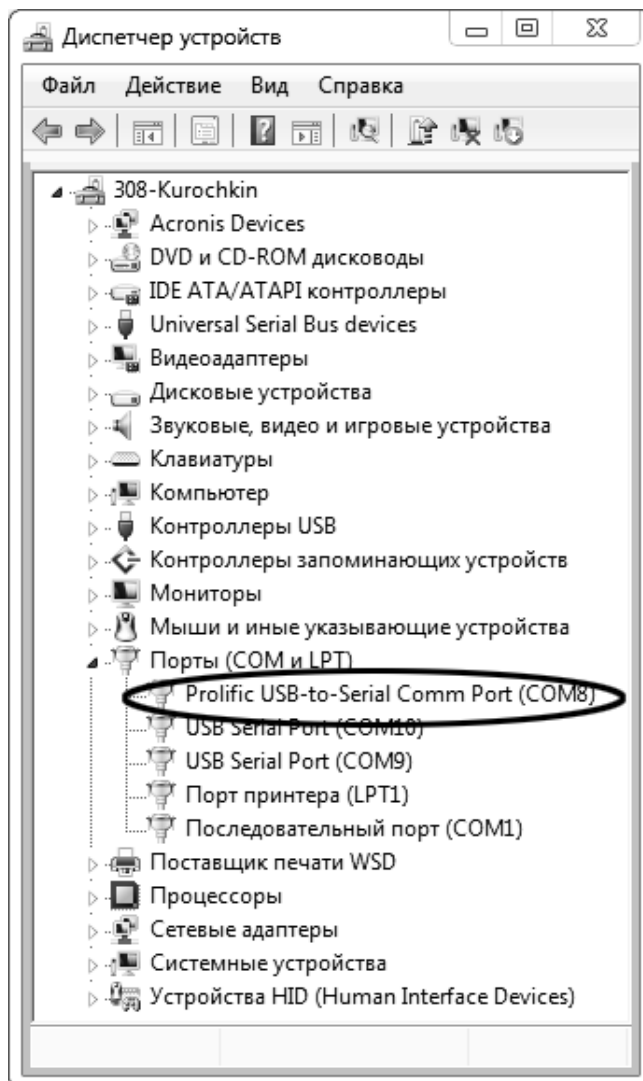 Диспетчер устройств
Файл Действие Вид Справка
308-Kurochkin
Acronis Devices
DVD и CD-ROM дисководы
IDE ATA/ATAPI контроллеры
Universal Serial Bus devices
Видеоадаптеры
Дисковые устройства
Звуковые, видео и игровые устройства
Клавиатуры
Компьютер
Контроллеры USB
Контроллеры запоминающих устройств
Мониторы
Мыши и иные указывающие устройства
Порты (COM и LPT)
Prolific USB-to-Serial Comm Port (COM8)
USB Serial Port (COM10)
USB Serial Port (COM9)
Порт принтера (LPT1)
Последовательный порт (COM1)
Поставщик печати WSD
Процессоры
Сетевые адаптеры
Системные устройства
Устройства HID (Human Interface Devices)